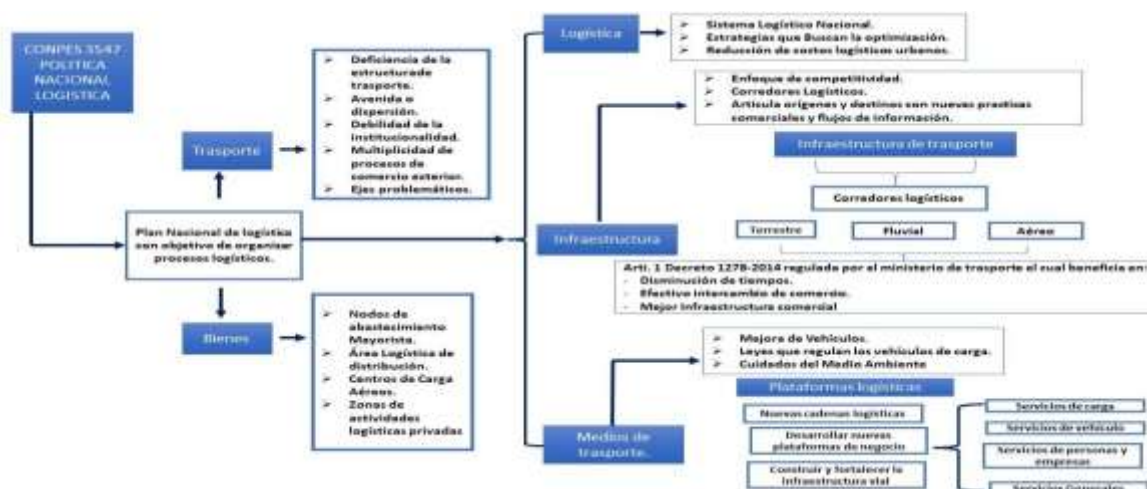 CONPES 3547
POLITICA
NACIONAL
LOGISTICA
Trasporte
Deficiencia de la
estructurade
trasporte.
Avenida o
dispersión.
Debilidad de la
institucionalidad.
Multiplicidad de
procesos de
comercio exterior.
Ejes problemáticos.
Plan Nacional de logística
con objetivo de organizar
procesos logísticos.
Bienes
Nodos de
abastecimiento
Mayorista.
Área Logística de
distribución.
Centros de Carga
Aéreos.
Zonas de
actividades
logísticas privadas
Logística
Sistema Logístico Nacional.
Estrategias que Buscan la optimización.
Reducción de costos logísticos urbanos.
Infraestructura
Enfoque de competitividad.
Corredores Logísticos.
Articula orígenes y destinos con nuevas practicas
comerciales y flujos de información.
Infraestructura de trasporte
Corradores logísticos
Terrestre
Fluvial
Aéreo
Arti. 1 Decreto 1278-2014 regulada por el ministerio de trasporte el cual beneficia en:
- Disminución de tiempos.
- Efectivo intercambio de comercio.
- Mejor Infraestructura comercial
Medios de
trasporte.
Mejora de Vehículos.
Leyes que regulan los vehículos de carga.
Cuidados del Medio Ambiente
Plataformas logísticas
Nuevas cadenas logísticas
Desarrollar nuevas
plataformas de negocio
Construir y fortalecer la
infraestructura vial
Servicios de carga
Servicios de vehículo
Servicios de personas y
empresas
Servicios Generales